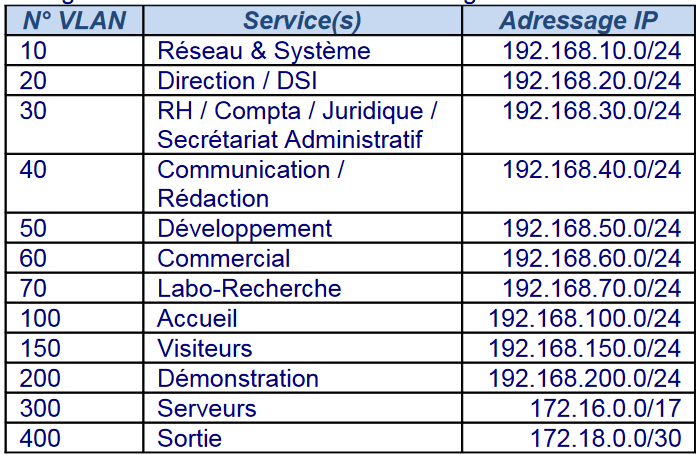 N° VLAN Service(s) Adressage IP
10 Réseau & Système 192.168.10.0/24
20 Direction / DSI 192.168.20.0/24
30 RH / Compta / Juridique / 192.168.30.0/24
Secrétariat Administratif
40 Communication / 192.168.40.0/24
Rédaction
50 Développement 192.168.50.0/24
60 Commercial 192.168.60.0/24
70 Labo-Recherche 192.168.70.0/24
100 Accueil 192.168.100.0/24
150 Visiteurs 192.168.150.0/24
200 Démonstration 192.168.200.0/24
300 Serveurs 172.16.0.0/17
400 Sortie 172.18.0.0/30